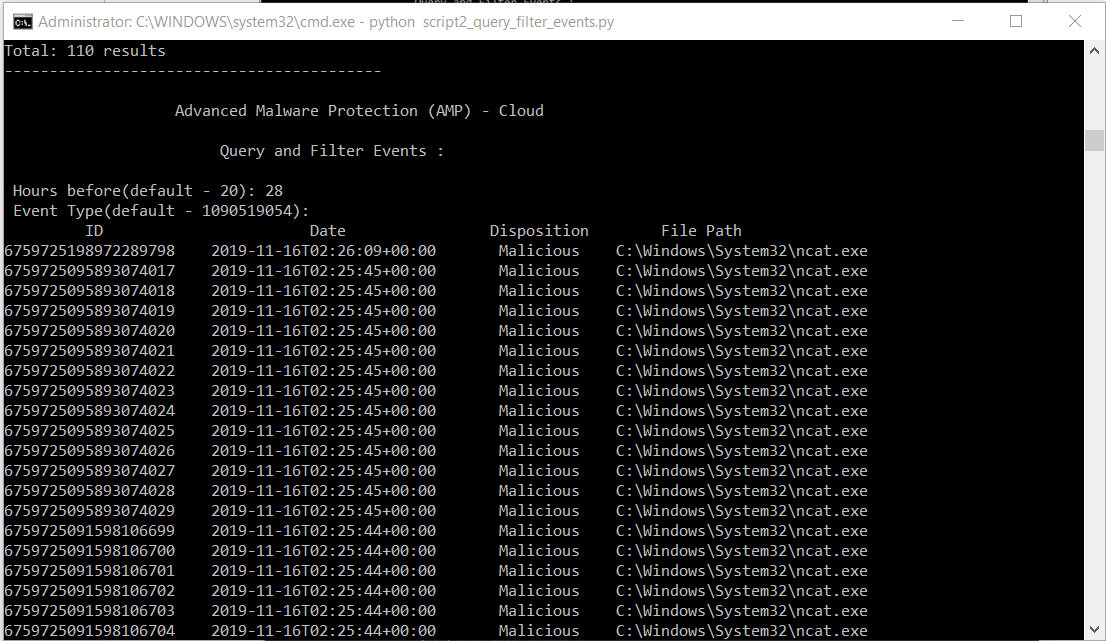 Query and Filter Events :
Administrator: C:\WINDOWS\system32\cmd.exe - python  script2_query_filter_events.py
Total: 110 results
------------------------------------------
Advanced Malware Protection (AMP) - Cloud
Query and Filter Events :
Hours before(default - 20): 28
Event Type(default - 1090519054):
ID Date Disposition File Path
6759725198972289798 2019-11-16T02:26:09+00:00 Malicious C:\Windows\System32\ncat.exe
6759725095893074017 2019-11-16T02:25:45+00:00 Malicious C:\Windows\System32\ncat.exe
6759725095893074018 2019-11-16T02:25:45+00:00 Malicious C:\Windows\System32\ncat.exe
6759725095893074019 2019-11-16T02:25:45+00:00 Malicious C:\Windows\System32\ncat.exe
6759725095893074020 2019-11-16T02:25:45+00:00 Malicious C:\Windows\System32\ncat.exe
6759725095893074021 2019-11-16T02:25:45+00:00 Malicious C:\Windows\System32\ncat.exe
6759725095893074022 2019-11-16T02:25:45+00:00 Malicious C:\Windows\System32\ncat.exe
6759725095893074023 2019-11-16T02:25:45+00:00 Malicious C:\Windows\System32\ncat.exe
6759725095893074024 2019-11-16T02:25:45+00:00 Malicious C:\Windows\System32\ncat.exe
6759725095893074025 2019-11-16T02:25:45+00:00 Malicious C:\Windows\System32\ncat.exe
6759725095893074026 2019-11-16T02:25:45+00:00 Malicious C:\Windows\System32\ncat.exe
6759725095893074027 2019-11-16T02:25:45+00:00 Malicious C:\Windows\System32\ncat.exe
6759725095893074028 2019-11-16T02:25:45+00:00 Malicious C:\Windows\System32\ncat.exe
6759725095893074029 2019-11-16T02:25:45+00:00 Malicious C:\Windows\System32\ncat.exe
6759725091598106699 2019-11-16T02:25:44+00:00 Malicious C:\Windows\System32\ncat.exe
6759725091598106700 2019-11-16T02:25:44+00:00 Malicious C:\Windows\System32\ncat.exe
6759725091598106701 2019-11-16T02:25:44+00:00 Malicious C:\Windows\System32\ncat.exe
6759725091598106702 2019-11-16T02:25:44+00:00 Malicious C:\Windows\System32\ncat.exe
6759725091598106703 2019-11-16T02:25:44+00:00 Malicious C:\Windows\System32\ncat.exe
6759725091598106704 2019-11-16T02:25:44+00:00 Malicious C:\Windows\System32\ncat.exe